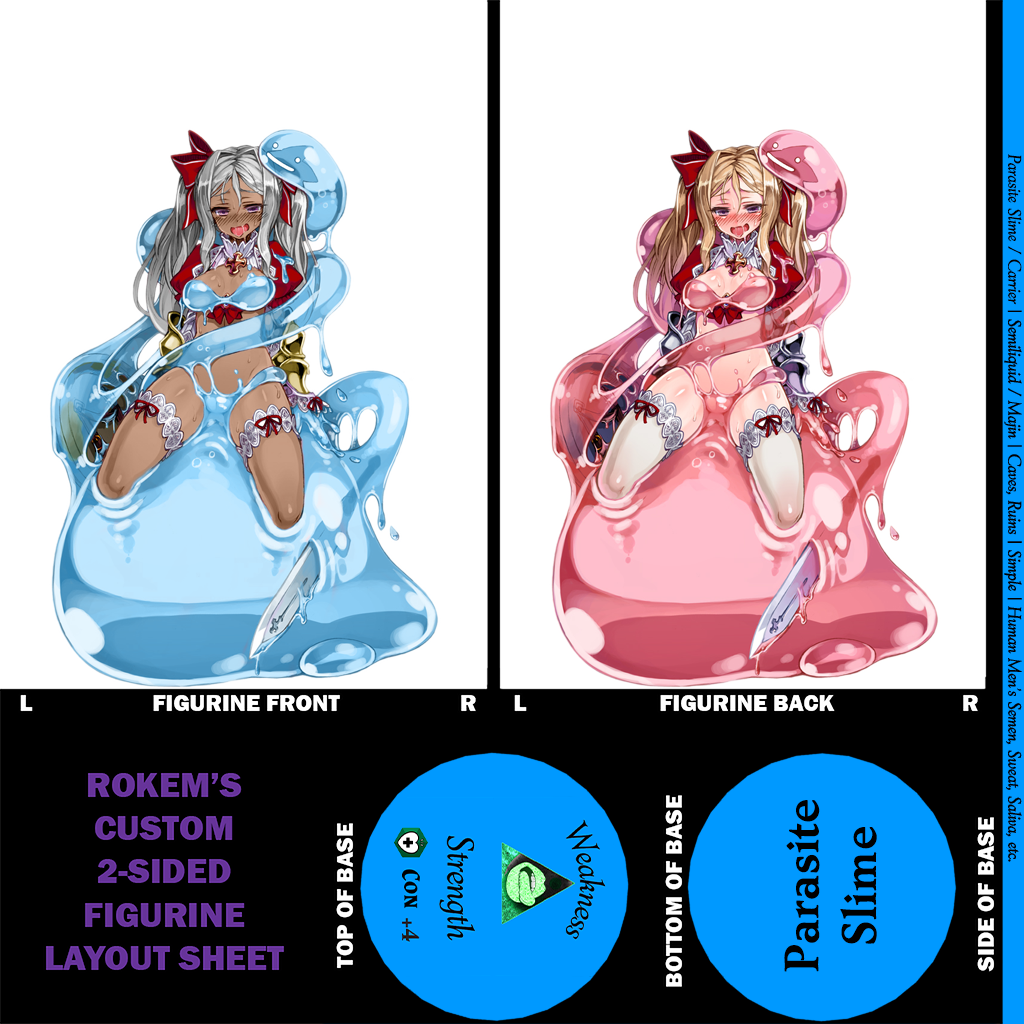 L FIGURINE FRONT R
L FIGURINE BACK R
Parasite Slime / Carrier | Semiliquid / Majin | Caves, Ruins | Simple | Human Men's Semen, Sweat, Saliva, etc.
ROKEM'S
CUSTOM
2-SIDED
FIGURINE
LAYOUT SHEET
TOP OF BASE
Weakness
Strength
CON +4
BOTTOM OF BASE
Parasite
Slime
SIDE OF BASE